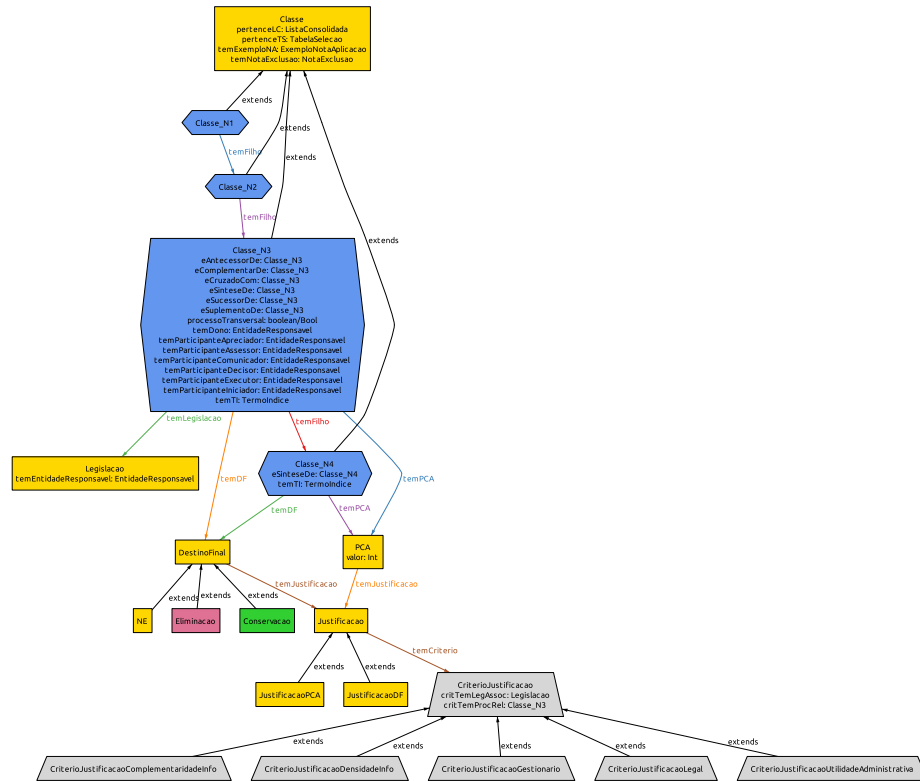 Classe
pertenceLC: ListaConsolidada
pertenceTS: TabelaSelecao
temExemploNA: ExemploNotaAplicacao
temNotaExclusao: NotaExclusao
extends
Classe_N1
extends
temFilho
extends
Classe_N2
temFilho
extends
Classe_N3
eAntecessorDe: Classe_N3
eComplementarDe: Classe_N3
eCruzadoCom: Classe_N3
eSinteseDe: Classe_N3
eSucessorDe: Classe_N3
eSuplementoDe: Classe_N3
processoTransversal: boolean/Bool
temDono: EntidadeResponsavel
temParticipanteApreciador: EntidadeResponsavel
temParticipanteAssessor: EntidadeResponsavel
temParticipanteComunicador: EntidadeResponsavel
temParticipanteDecisor: EntidadeResponsavel
temParticipanteExecutor: EntidadeResponsavel
temParticipanteIniciador: EntidadeResponsavel
temTI: TermoIndice
temLegislacao
temFilho
Legislacao
temEntidadeResponsavel: EntidadeResponsavel
temDF
Classe_N4
eSinteseDe: Classe_N4
temTI: TermoIndice
temPCA
temDF
temPCA
DestinoFinal
PCA
valor: Int
temJustificacao
temJustificacao
extends
extends
extends
NE
Eliminacao
Conservacao
Justificacao
temCriterio
extends
extends
JustificacaoPCA
JustificacaoDF
CriterioJustificacao
critTemLegAssoc: Legislacao
critTemProcRel: Classe_N3
extends
extends
extends
extends
extends
CriterioJustificacaoComplementaridadeInfo
CriterioJustificacaoDensidadeInfo
CriterioJustificacaoGestionario
CriterioJustificacaoLegal
CriterioJustificacaoUtilidadeAdministrativa